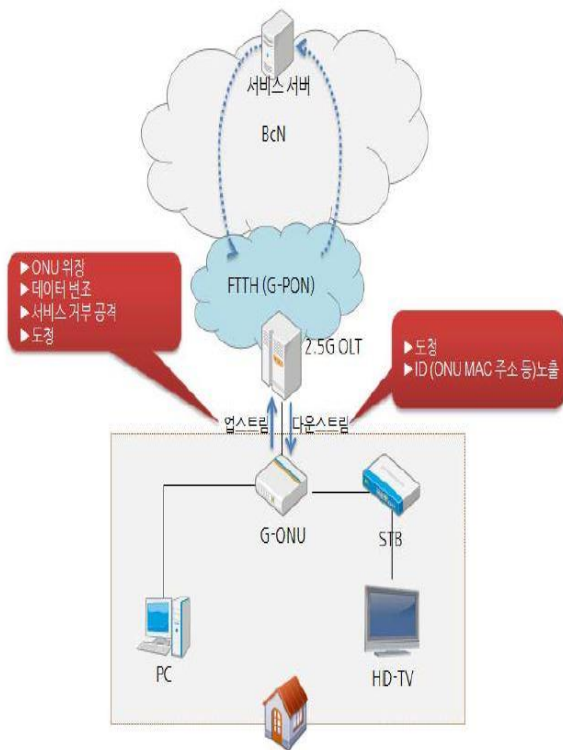 서비스 서버
BcN
▶ONU 위장
▶데이터 변조
▶서비스 거부 공격
▶도청
FTTH (G-PON)
2.5G OLT
▶도청
▶ID (ONU MAC 주소 등)노출
업스트림
다운스트림
G-ONU
STB
PC
HD-TV